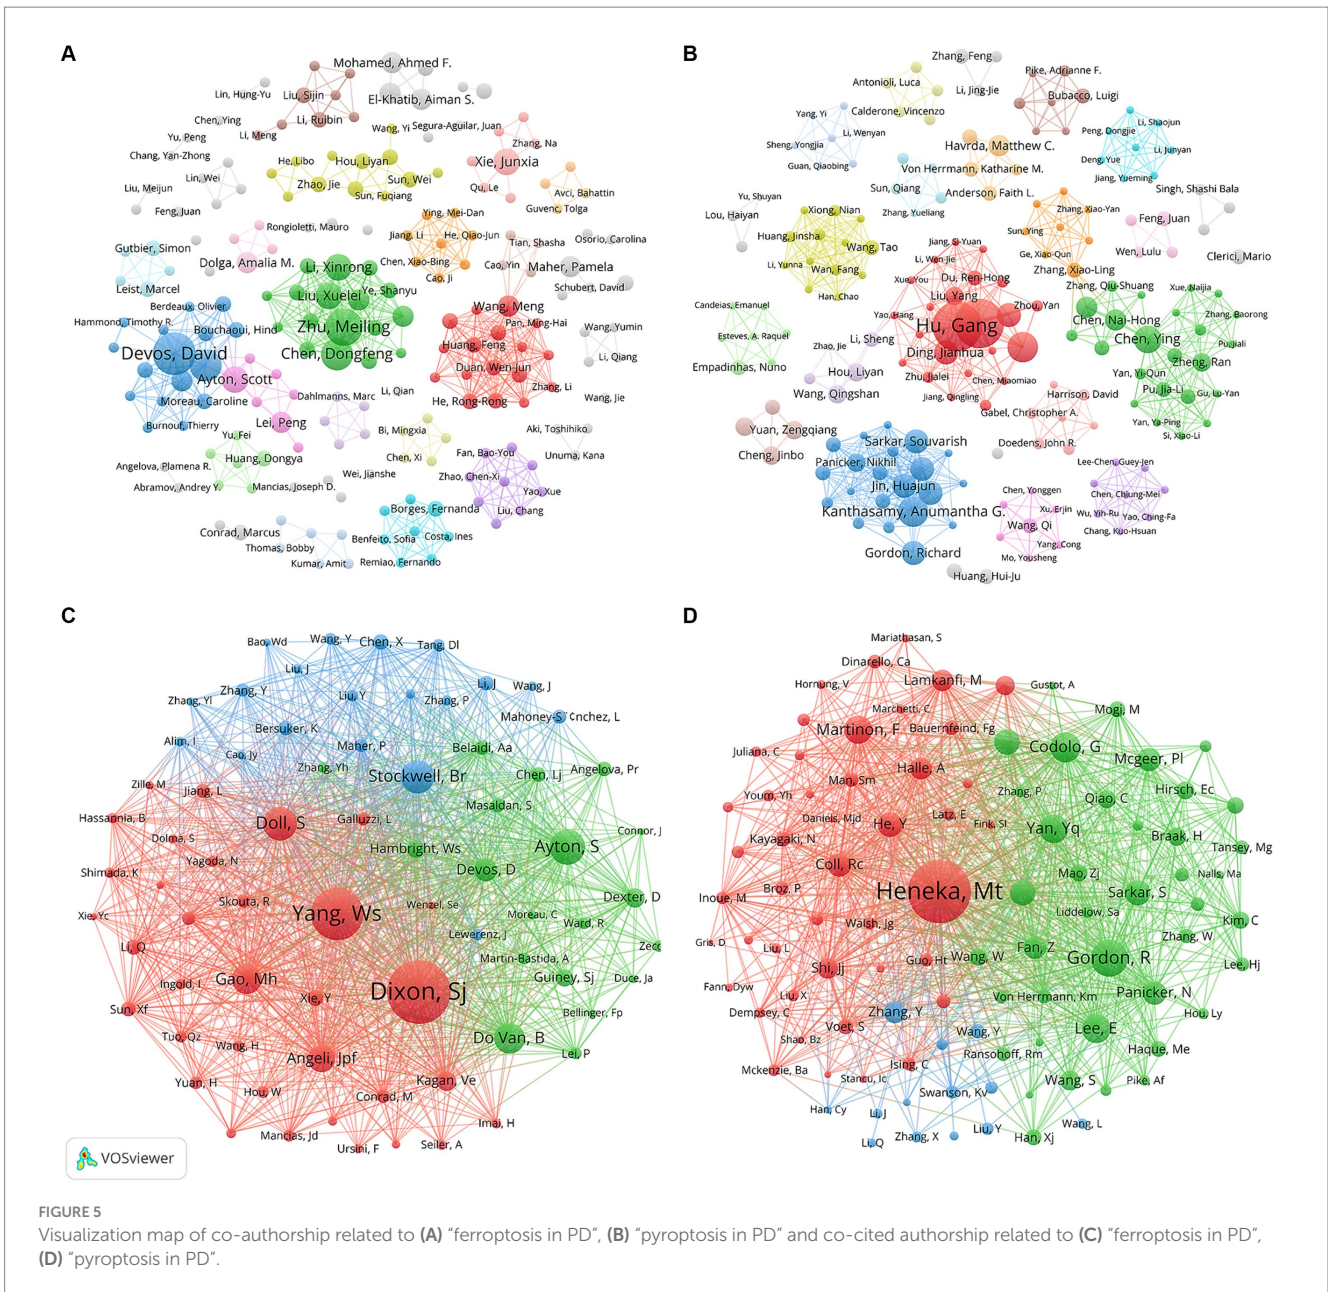 A
Mohamed, Ahmed F.
Lin, Hung-Yu
Liu, Sijin
El-Khatib, Aiman S.
Chen, Ying
Li, Ruibin
Li, Meng
Wang, Yi
Segura-Aguilar, Juan
Yu, Peng
Zhang, Na
Chang, Yan-Zhong
He, Libo
Hou, Liyan
Xie, Junxia
Lin, Wei
Zhao, Jie
Sun, Wei
Liu, Meijun
Sun, Fuqiang
Qu, Le
Avci, Bahattin
Feng, Juan
Guvenc, Tolga
Ying, Mei-Dan
Rongioletti, Mauro
Jiang, Li
He, Qiao-Jun
Tian, Shasha
Osorio, Carolina
Gutbier, Simon
Dolga, Amalia M.
Li, Xinrong
Chen, Xiao-Bing
Cao, Yin
Maher, Pamela
Cao, Ji
Leist, Marcel
Liu, Xuelei
Ye, Shanyu
Schubert, David
Berdeaux, Olivier
Wang, Meng
Hammond, Timothy R.
Bouchaoui, Hind
Zhu, Meiling
Pan, Ming-Hai
Wang, Yumin
Devos, David
Chen, Dongfeng
Huang, Feng
Li, Qiang
Ayton, Scott
Duan, Wen-Jun
Moreau, Caroline
Dahlmanns, Marc
Li, Qian
Zhang, Li
He, Rong-Rong
Wang, Jie
Burnouf, Thierry
Lei, Peng
Yu, Fei
Bi, Mingxia
Aki, Toshihiko
Huang, Dongya
Chen, Xi
Fan, Bao-You
Unuma, Kana
Angelova, Plamena R.
Wei, Jianshe
Zhao, Chen-Xi
Abramov, Andrey Y.
Mancias, Joseph D.
Yao, Xue
Liu, Chang
Borges, Fernanda
Conrad, Marcus
Benfeito, Sofia
Costa, Ines
Thomas, Bobby
Kumar, Amit
Remiao, Fernando
B
Zhang, Feng
Pike, Adrianne F.
Antonioli, Luca
Li, Jing-Jie
Bubacco, Luigi
Yang, Yi
Calderone, Vincenzo
Li, Shaojun
Li, Wenyan
Peng, Dongjie
Sheng, Yongjia
Havrda, Matthew C.
Li, Junyan
Guan, Qiaobing
Deng, Yue
Von Herrmann, Katharine M.
Jiang, Yueming
Yu, Shuyan
Sun, Qiang
Anderson, Faith L.
Singh, Shashi Bala
Lou, Haiyan
Xiong, Nian
Zhang, Yueliang
Zhang, Xiao-Yan
Feng, Juan
Huang, Jinsha
Wang, Tao
Jiang, Si-Yuan
Sun, Ying
Li, Yunna
Wan, Fang
Li, Wen-Jie
Ge, Xiao-Qun
Wen, Lulu
Clerici, Mario
Xue, You
Du, Ren-Hong
Zhang, Xiao-Ling
Han, Chao
Liu, Yang
Zhang, Qiu-Shuang
Xue, Naijia
Candeias, Emanuel
Yao, Hang
Zhou, Yan
Chen, Nai-Hong
Zhang, Baorong
Esteves, A. Raquel
Li, Sheng
Hu, Gang
Chen, Ying
Pu, Jiali
Zhao, Jie
Empadinhas, Nuno
Hou, Liyan
Ding, Jianhua
Zheng, Ran
Zhu, Jialei
Chen, Miaomiao
Yan, Yi-Qun
Wang, Qingshan
Jiang, Qingling
Harrison, David
Pu, Jia-Li
Gu, Lu-Yan
Gabel, Christopher A.
Yuan, Zengqiang
Yan, Ya-Ping
Cheng, Jinbo
Sarkar, Souvarish
Doedens, John R.
Si, Xiao-Li
Panicker, Nikhil
Lee-Chen, Guey-Jen
Jin, Huajun
Chen, Yonggen
Chen, Chiung-Mei
Kanthasamy, Anumantha G.
Xu, Erjin
Wu, Yih-Ru
Yao, Ching-Fa
Wang, Qi
Chang, Kuo-Hsuan
Gordon, Richard
Yang, Cong
Mo, Yousheng
Huang, Hui-Ju
C
Bao, Wd
Wang, Y
Chen, X
Tang, Dl
Liu, J
Zhang, Y
Liu, Y
Li, J
Wang, J
Zhang, Yl
Zhang, P
Mahoney-S¨¢nchez, L
Bersuker, K
Alim, I
Maher, P
Belaidi, Aa
Cao, Jy
Zhang, Yh
Stockwell, Br
Chen, Lj
Angelova, Pr
Zille, M
Jiang, L
Masaldan, S
Hassannia, B
Doll, S
Galluzzi, L
Connor, J
Dolma, S
Hambright, Ws
Ayton, S
Yagoda, N
Devos, D
Shimada, K
Skouta, R
Wenzel, Se
Dexter, D
Xie, Yc
Yang, Ws
Moreau, C
Ward, R
Li, Q
Lewerenz, J
Martin-Bastida, A
Gao, Mh
Guiney, Sj
Duce, Ja
Ingold, I.
Xie, Y
Dixon, Sj
Sun, Xf
Bellinger, Fp
Tuo, Qz
Wang, H
Do Van, B
Lei, P
Angeli, Jpf
Yuan, H
Hou, W
Kagan, Ve
Conrad, M
Mancias, Jd
Imai, H
Ursini, F
Seiler, A
VOSviewer
D
Mariathasan, S
Dinarello, Ca
Hornung, V
Lamkanfi, M
Gustot, A
Marchetti, C
Mogi, M
Martinon, F
Bauernfeind, Fg
Juliana, C
Codolo, G
Halle, A
Mcgeer, Pl
Youm, Yh
Man, Sm
Zhang, P
Hirsch, Ec
Qiao, C
Daniels, Mjd
Latz, E
Fink, Sl
Kayagaki, N
He, Y
Yan, Yq
Braak, H
Tansey, Mg
Coll, Rc
Mao, Zj
Nalls, Ma
Inoue, M
Broz, P
Heneka, Mt
Sarkar, S
Liddelow, Sa
Walsh, Jg
Kim, C
Gris, D
Liu, L
Zhang, W
Shi, Jj
Guo, Ht
Wang, W
Fan, Z
Gordon, R
Lee, Hj
Fann, Dyw
Liu, X
Von Herrmann, Km
Panicker, N
Dempsey, C
Zhang, Y
Hou, Ly
Voet, S
Wang, Y
Lee, E
Shao, Bz
Ransohoff, Rm
Haque, Me
Mckenzie, Ba
Ising, C
Stancu, Ic
Wang, S
Pike, Af
Swanson, Kv
Han, Cy
Li, J
Li, Q
Zhang, X
Liu, Y
Han, Xj
Wang, L
FIGURE 5
Visualization map of co-authorship related to (A) “ferroptosis in PD”, (B) “pyroptosis in PD” and co-cited authorship related to (C) “ferroptosis in PD”,
(D) “pyroptosis in PD”.